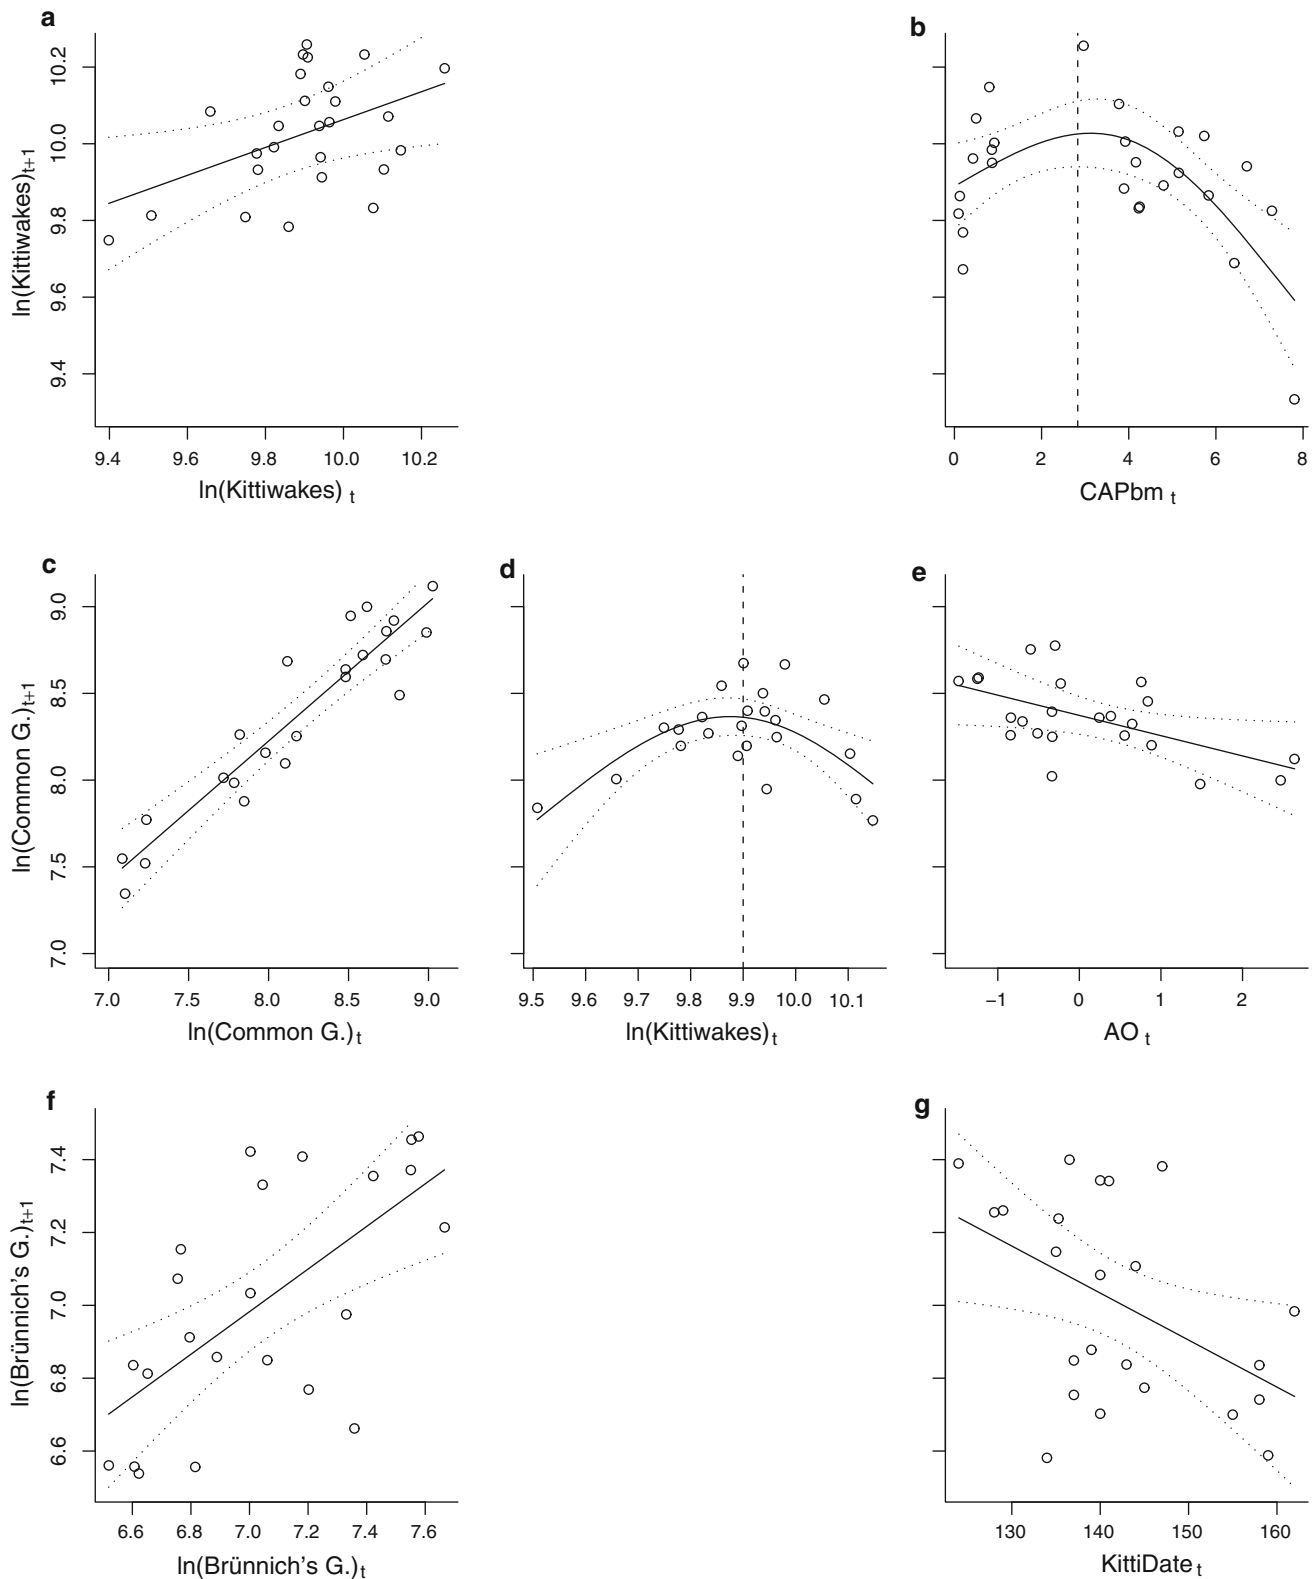 a
ln(Kittiwakes)t+1
9.4 9.6 9.8 10.0 10.2
9.4 9.6 9.8 10.0 10.2
ln(Kittiwakes) t
b
0 2 4 6 8
CAPbm t
c
ln(Common G.)t+1
7.0 7.5 8.0 8.5 9.0
7.0 7.5 8.0 8.5 9.0
ln(Common G.)t
d
9.5 9.6 9.7 9.8 9.9 10.0 10.1
ln(Kittiwakes)t
e
−1 0 1 2
AO t
f
ln(Brünnich's G.)t+1
6.6 6.8 7.0 7.2 7.4
6.6 6.8 7.0 7.2 7.4 7.6
ln(Brünnich's G.)t
g
130 140 150 160
KittiDate t